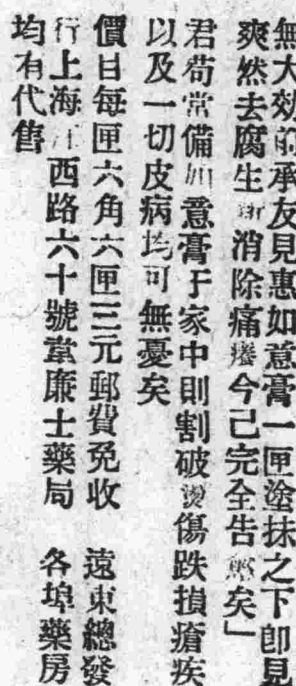 無大效前承友見惠如意膏一匣塗抹之下卽見
爽然去腐生新消除痛癢今已完全告愈矣」
君苟常備如意膏于家中則割破燙傷跌損瘡疾
以及一切皮病均可無憂矣
價目每匣六角六匣三元郵費免收 遠東總發
行上海江西路六十號韋廉士藥局 各埠藥房
均有代售